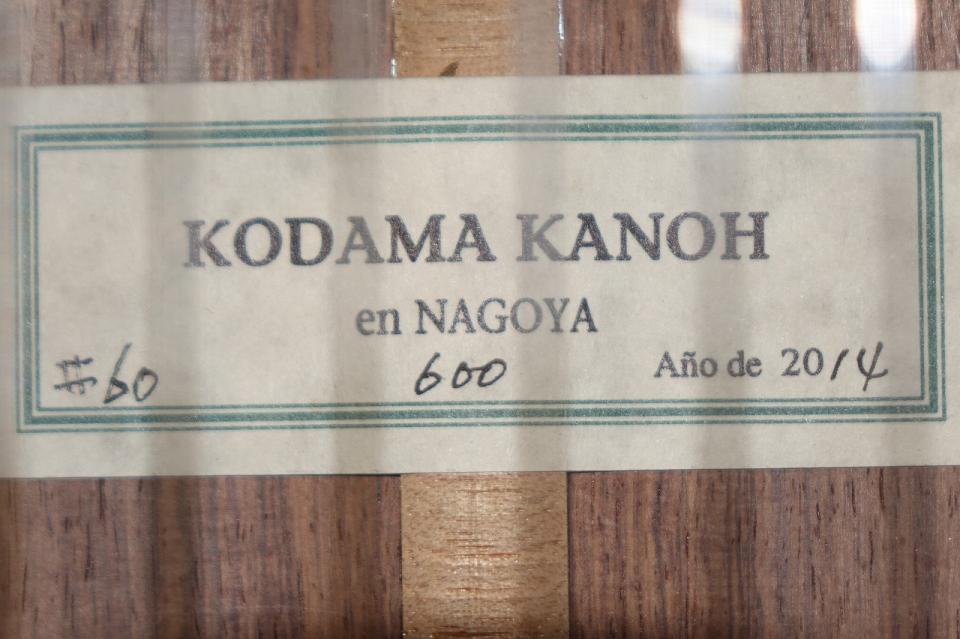 KODAMA KANOH
en NAGOYA
#60 600 Año de 2014